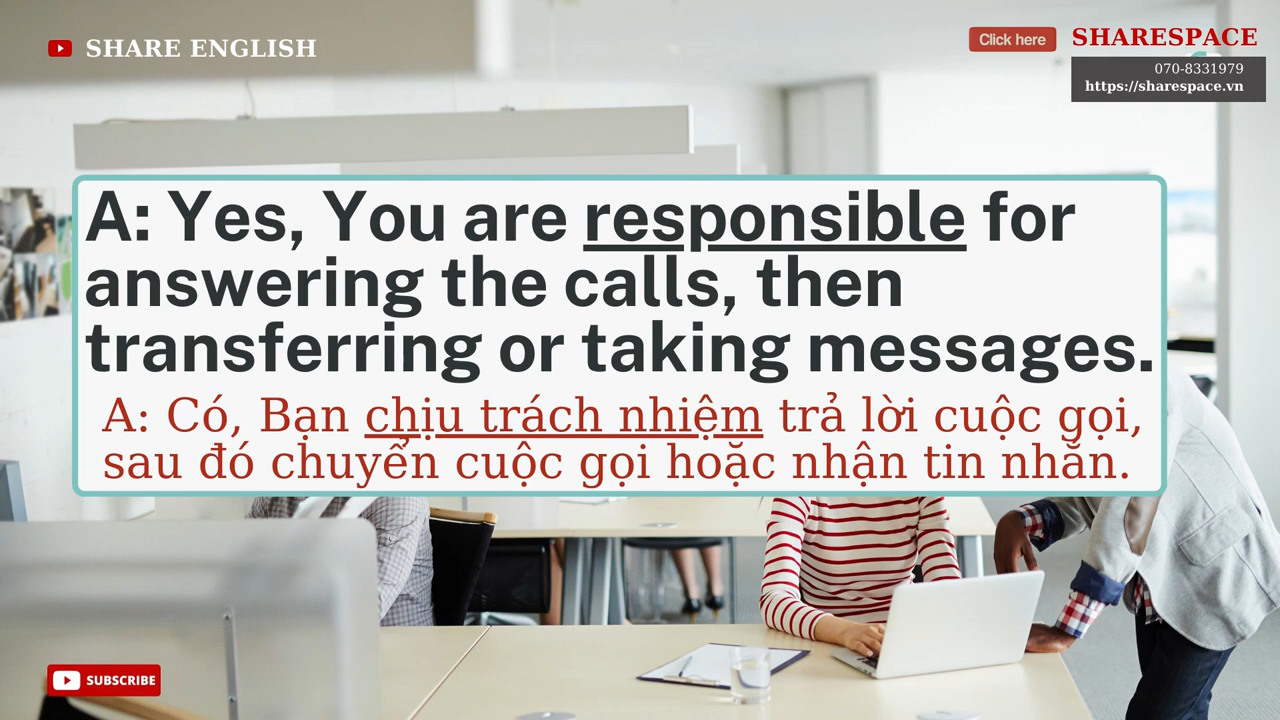 SHARE ENGLISH
Click here
SHARESPACE
070-8331979
https://sharespace.vn
A: Yes, You are responsible for
answering the calls, then
transferring or taking messages.
A: Có, Bạn chịu trách nhiệm trả lời cuộc gọi,
sau đó chuyển cuộc gọi hoặc nhận tin nhắn.
SUBSCRIBE